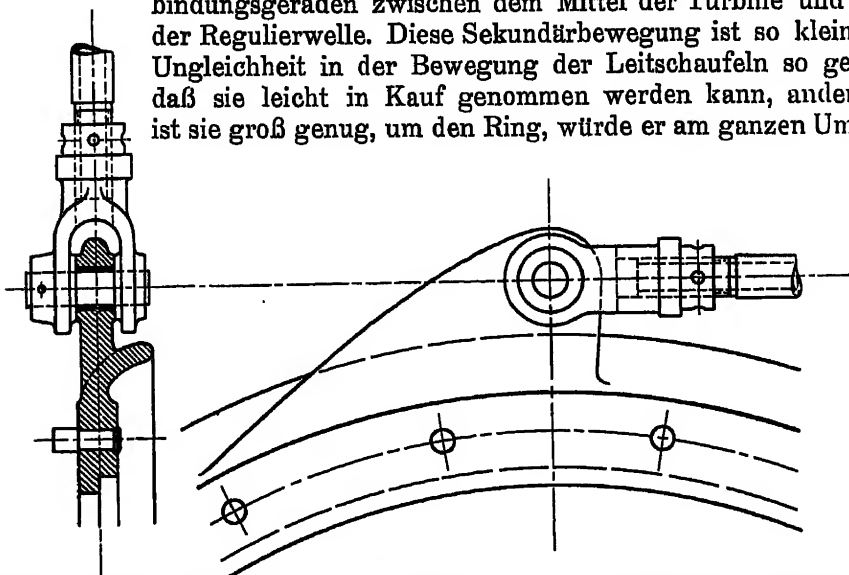 bindungsgeraden zwischen dem Mittel der Turbine und
der Regulierwelle. Diese Sekundärbewegung ist so klein
Ungleichheit in der Bewegung der Leitschaufeln so ge
daß sie leicht in Kauf genommen werden kann, ander
ist sie groß genug, um den Ring, würde er am ganzen Um